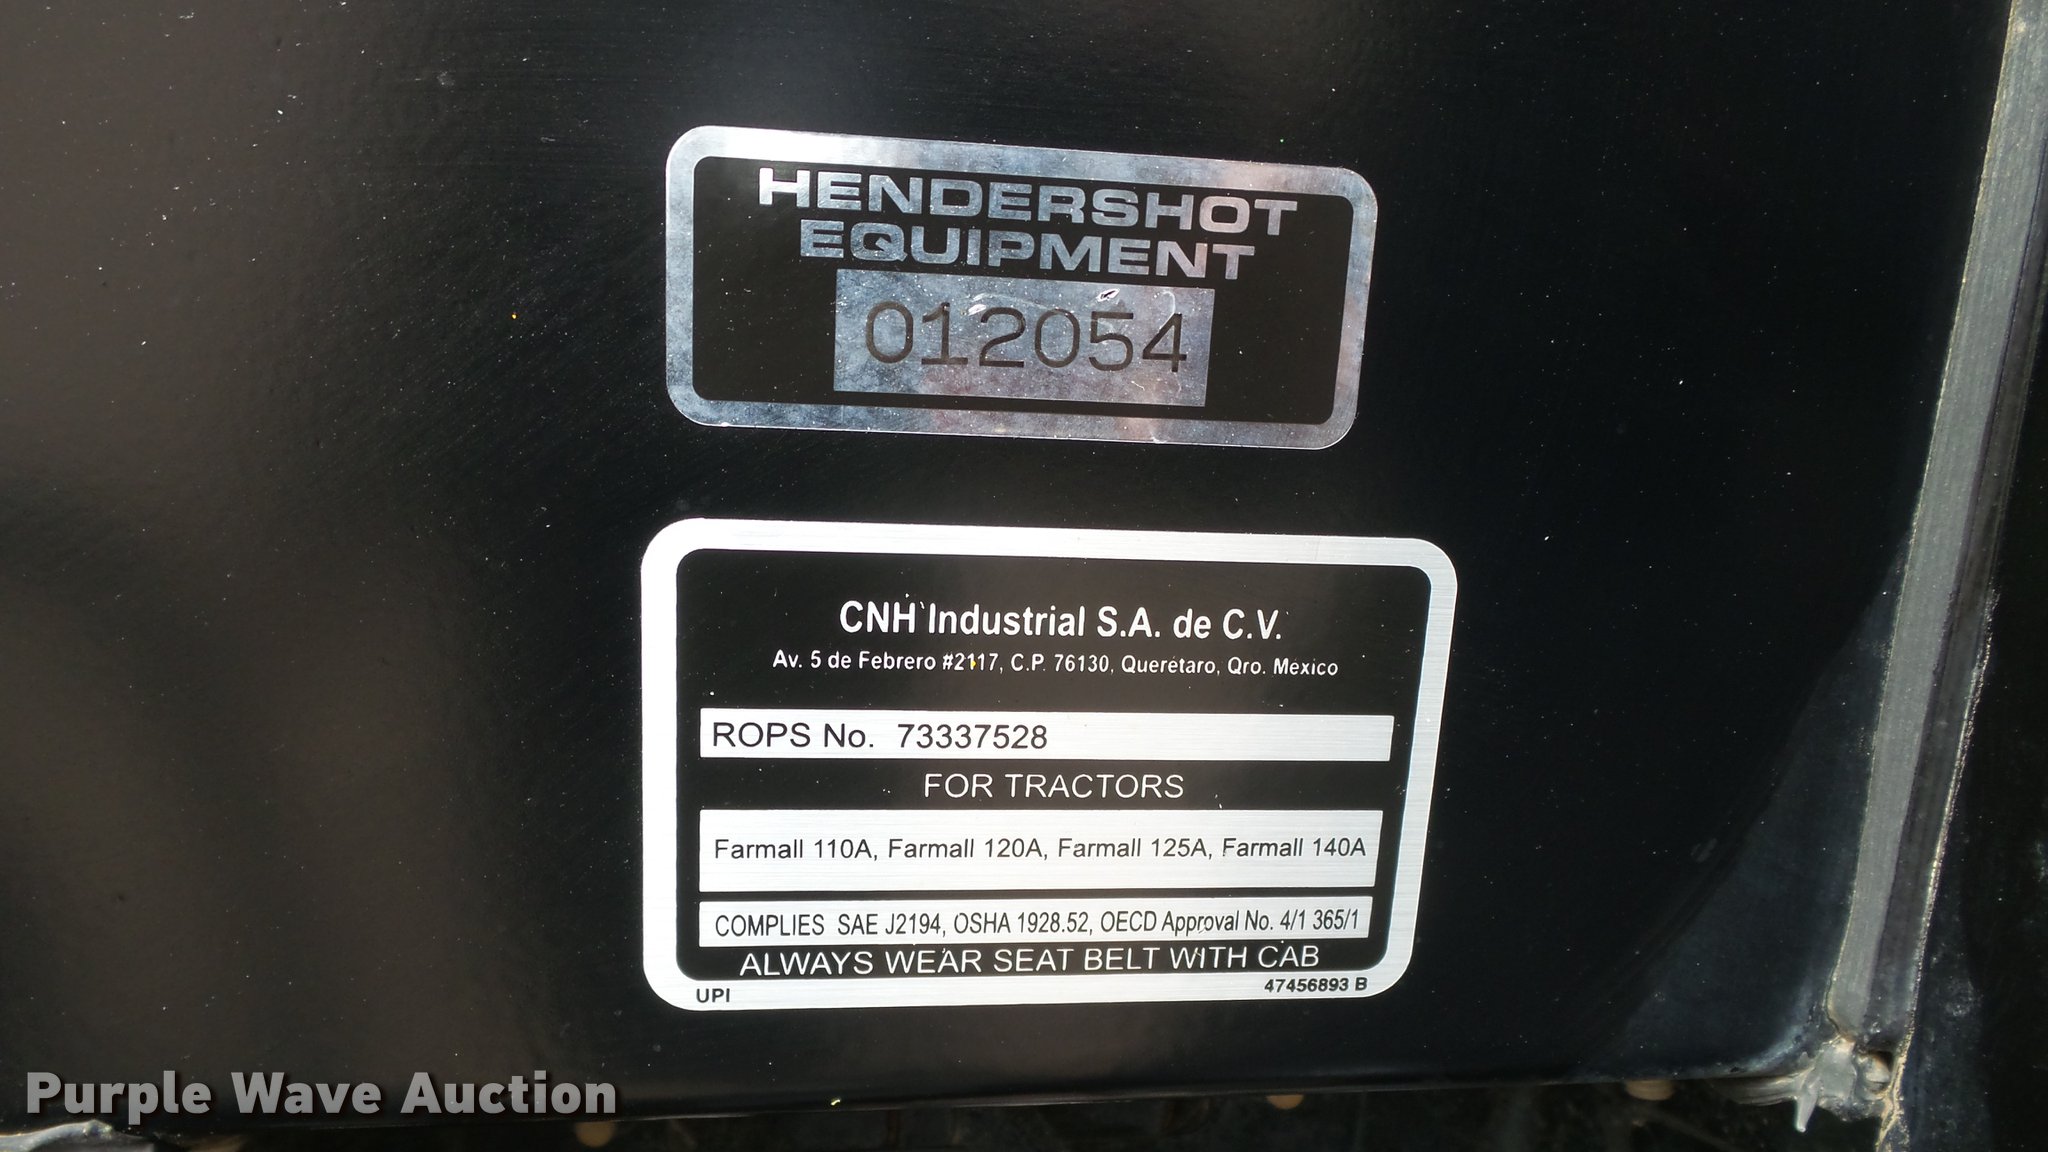 HENDERSHOT
EQUIPMENT
012054
CNH Industrial S.A. de C.V.
Av. 5 de Febrero #2117, C.P. 76130, Querétaro, Qro. México
ROPS No. 73337528
FOR TRACTORS
Farmall 110A, Farmall 120A, Farmall 125A, Farmall 140A
COMPLIES SAE J2194, OSHA 1928.52, OECD Approval No. 4/1 365/1
ALWAYS WEAR SEAT BELT WITH CAB
UPI 47456893 B
Purple Wave Auction